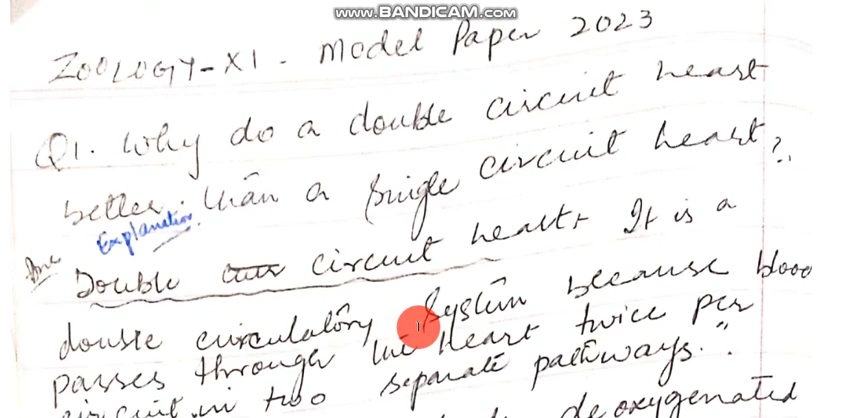 WWW.BANDICAM.COM
ZOOLOGY-XI. Model Paper 2023
Q1. Why do a double circuit heart
better than a single circuit heart?
Explanation
Double circuit heart It is a
double circulatory system because blood
passes through the heart twice per
circuit in two separate pathways.
deoxygenated